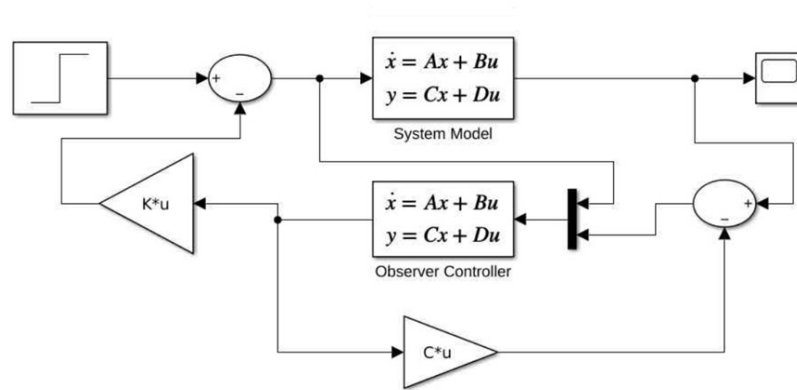 +
−
ẋ = Ax + Bu
y = Cx + Du
System Model
K*u
ẋ = Ax + Bu
y = Cx + Du
Observer Controller
+
−
C*u